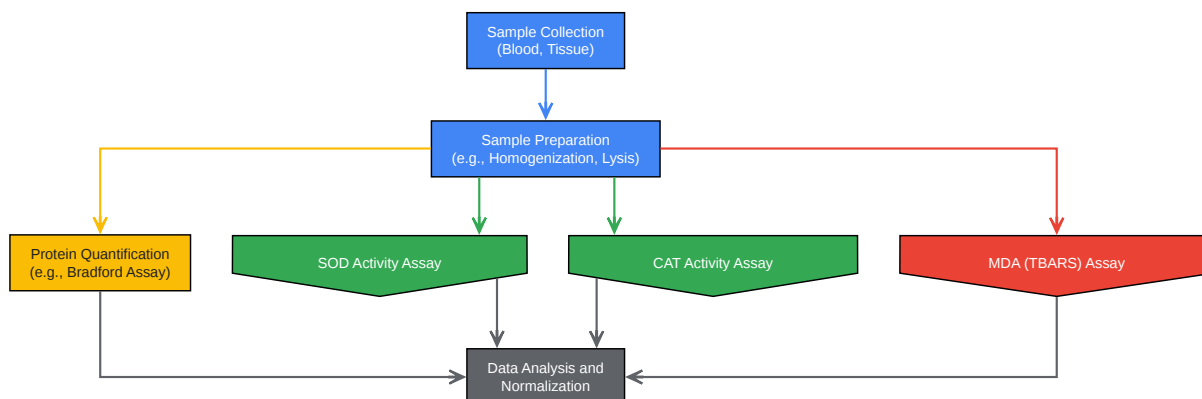 Sample Collection
(Blood, Tissue)
Sample Preparation
(e.g., Homogenization, Lysis)
Protein Quantification
(e.g., Bradford Assay)
SOD Activity Assay
CAT Activity Assay
MDA (TBARS) Assay
Data Analysis and
Normalization